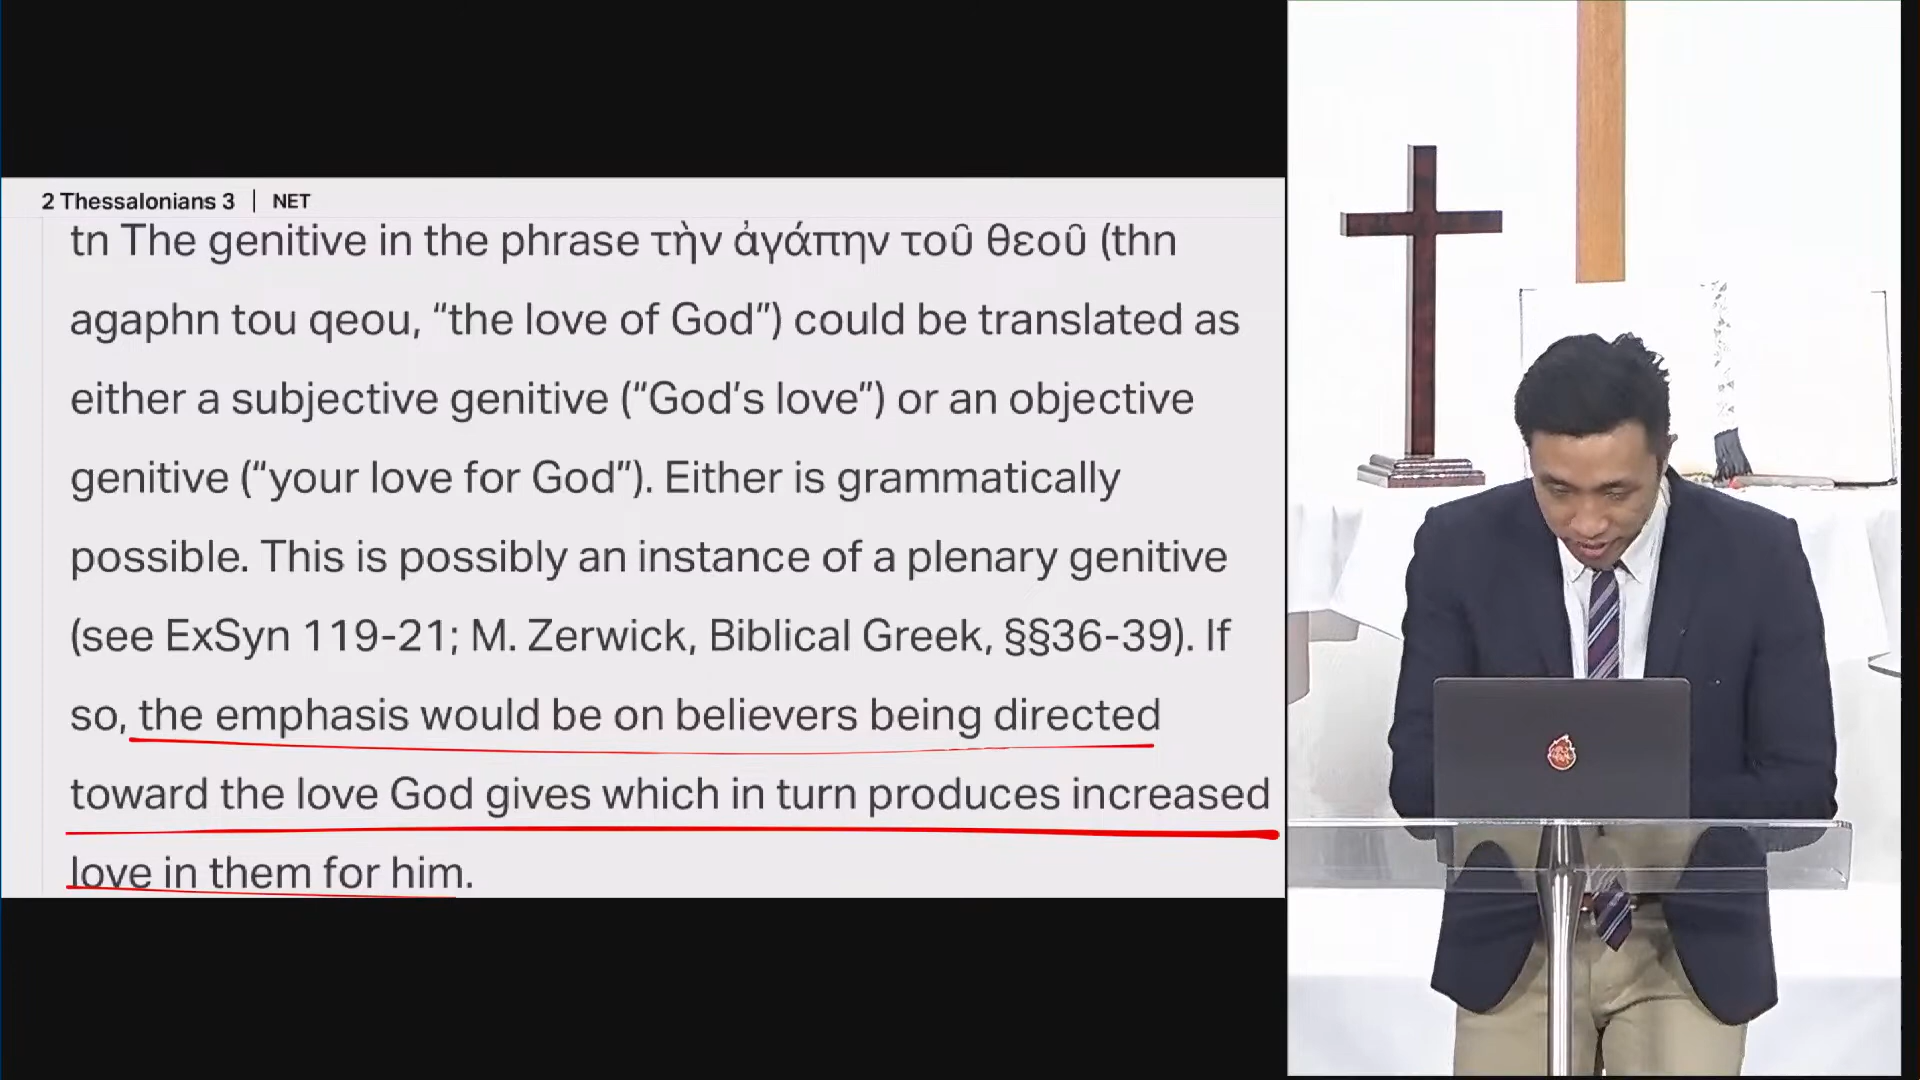 2 Thessalonians 3 | NET
tn The genitive in the phrase τὴν ἀγάπην τοῦ θεοῦ (thn
agaphn tou qeou, “the love of God”) could be translated as
either a subjective genitive (“God’s love”) or an objective
genitive (“your love for God”). Either is grammatically
possible. This is possibly an instance of a plenary genitive
(see ExSyn 119-21; M. Zerwick, Biblical Greek, §§36-39). If
so, the emphasis would be on believers being directed
toward the love God gives which in turn produces increased
love in them for him.